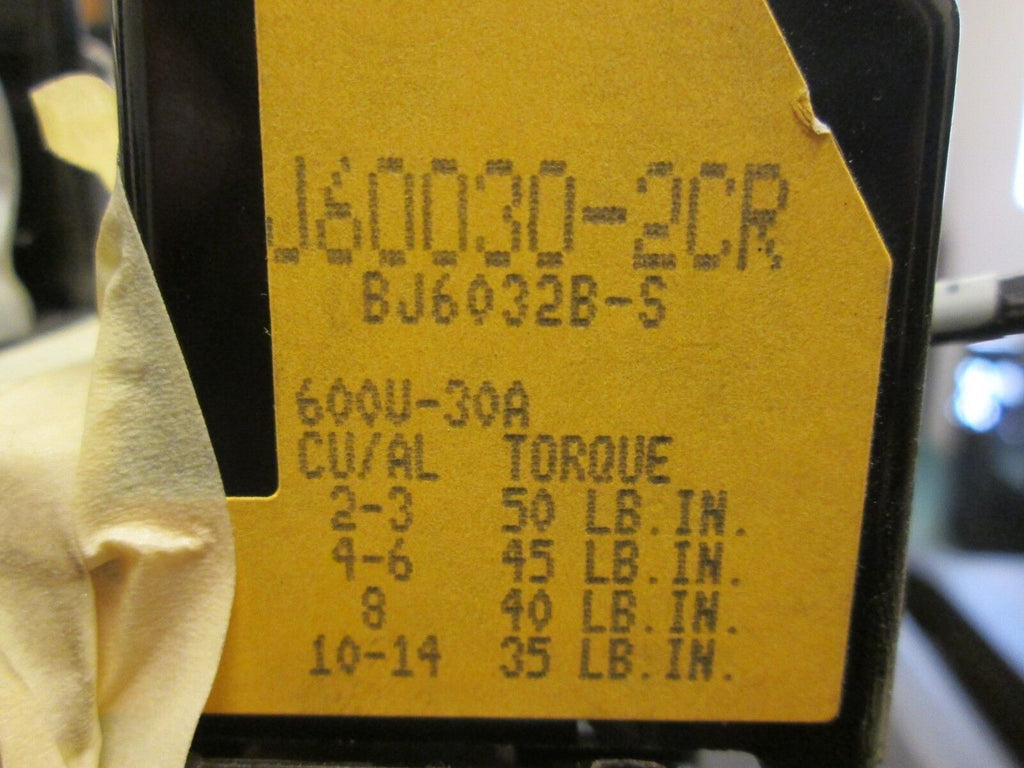 J60030-2CR
BJ6032B-S
600V-30A
CU/AL TORQUE
2-3 50 LB.IN.
4-6 45 LB.IN.
8 40 LB.IN.
10-14 35 LB.IN.